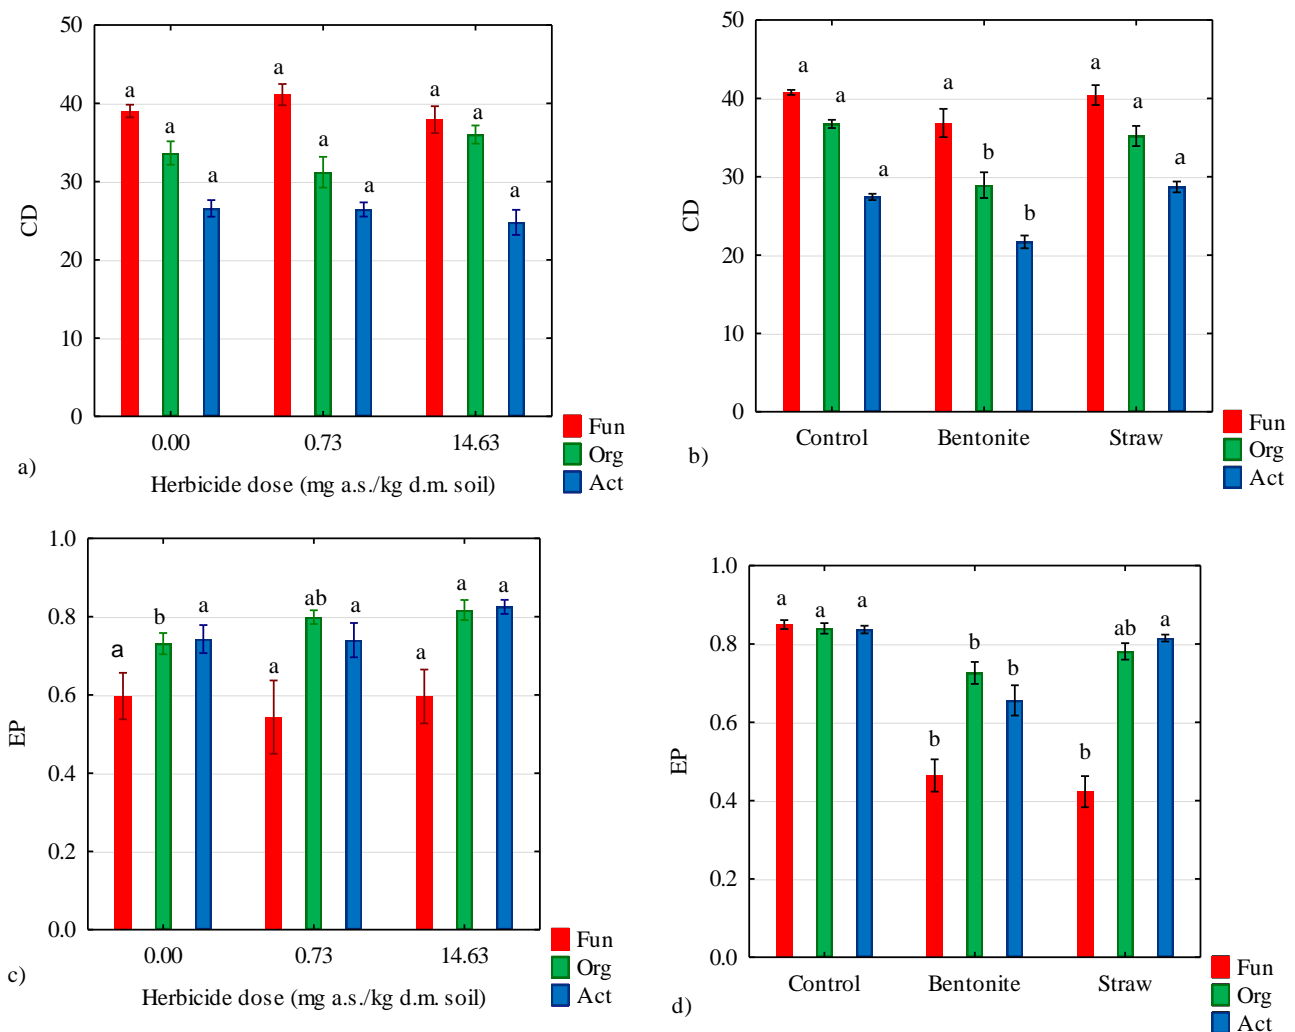 50
40
30
20
10
0
CD
a a a
a a a
a a a
0.00 0.73 14.63
Herbicide dose (mg a.s./kg d.m. soil)
Fun
Org
Act
a)
50
40
30
20
10
0
CD
a a a
a b b
a a a
Control Bentonite Straw
Fun
Org
Act
b)
1.0
0.8
0.6
0.4
0.2
0.0
EP
a b a
a ab a
a a a
0.00 0.73 14.63
Herbicide dose (mg a.s./kg d.m. soil)
Fun
Org
Act
c)
1.0
0.8
0.6
0.4
0.2
0.0
EP
a a a
b b b
b ab a
Control Bentonite Straw
Fun
Org
Act
d)